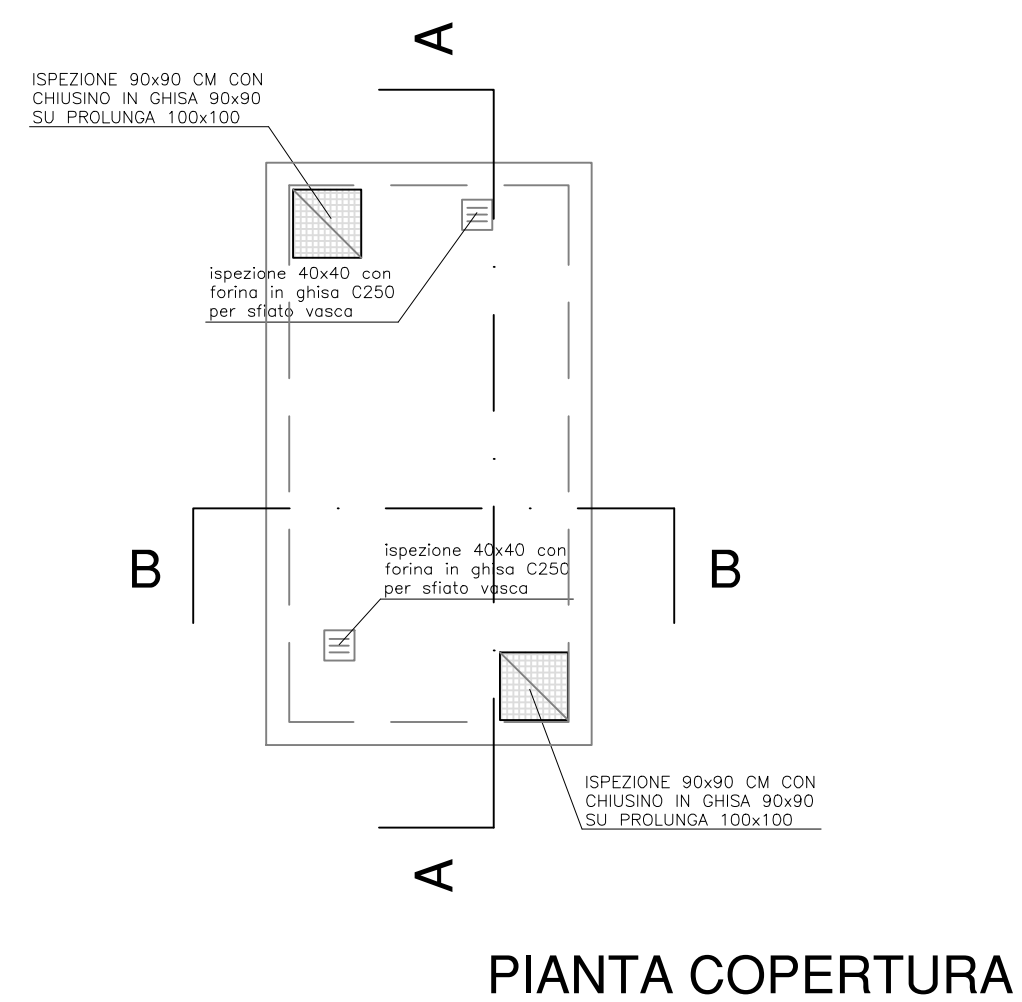 A
ISPEZIONE 90x90 CM CON
CHIUSINO IN GHISA 90x90
SU PROLUNGA 100x100
ispezione 40x40 con
forina in ghisa C250
per sfiato vasca
B
B
ispezione 40x40 con
forina in ghisa C250
per sfiato vasca
ISPEZIONE 90x90 CM CON
CHIUSINO IN GHISA 90x90
SU PROLUNGA 100x100
A
PIANTA COPERTURA